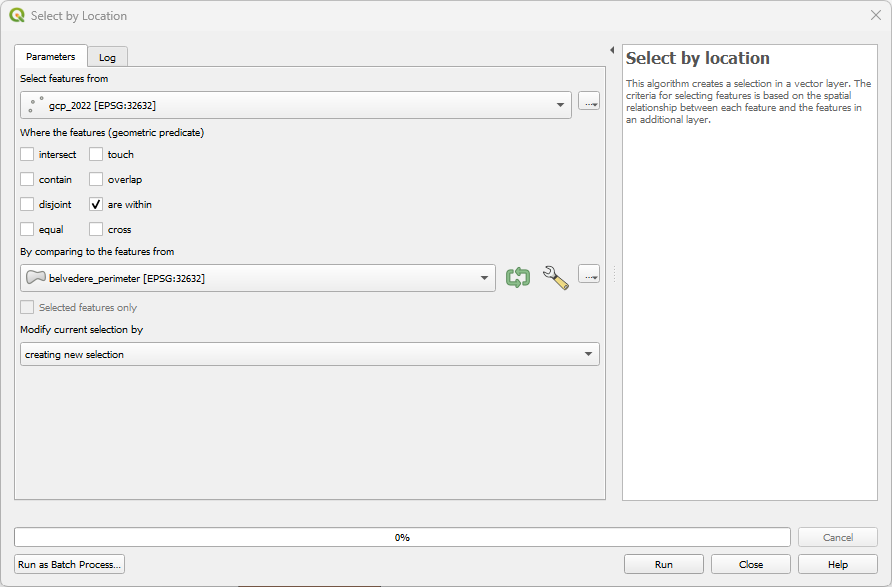 Select by Location
Parameters
Log
Select features from
gcp_2022 [EPSG:32632]
...
Where the features (geometric predicate)
intersect
touch
contain
overlap
disjoint
are within
equal
cross
By comparing to the features from
belvedere_perimeter [EPSG:32632]
...
Selected features only
Modify current selection by
creating new selection
Select by location
This algorithm creates a selection in a vector layer. The
criteria for selecting features is based on the spatial
relationship between each feature and the features in
an additional layer.
0%
Cancel
Run as Batch Process...
Run
Close
Help